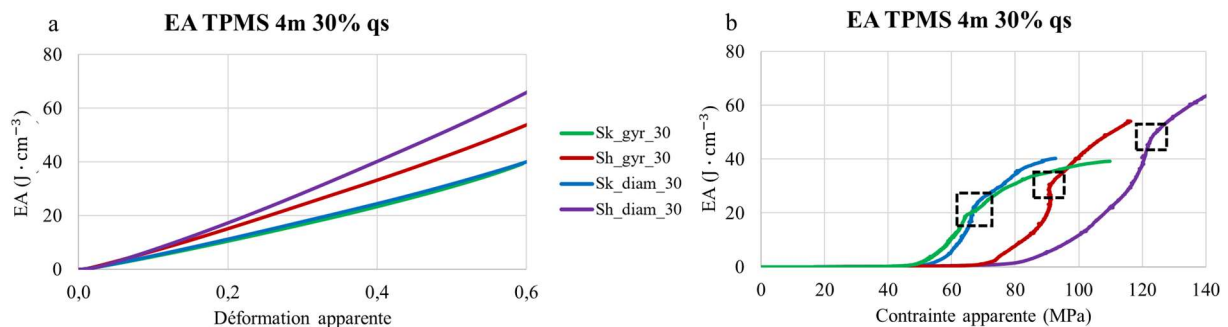 a
EA TPMS 4m 30% qs
EA (J · cm⁻³)
80
60
40
20
0
0,0
0,2
0,4
0,6
Déformation apparente
Sk_gyr_30
Sh_gyr_30
Sk_diam_30
Sh_diam_30
b
EA TPMS 4m 30% qs
EA (J · cm⁻³)
80
60
40
20
0
0
20
40
60
80
100
120
140
Contrainte apparente (MPa)